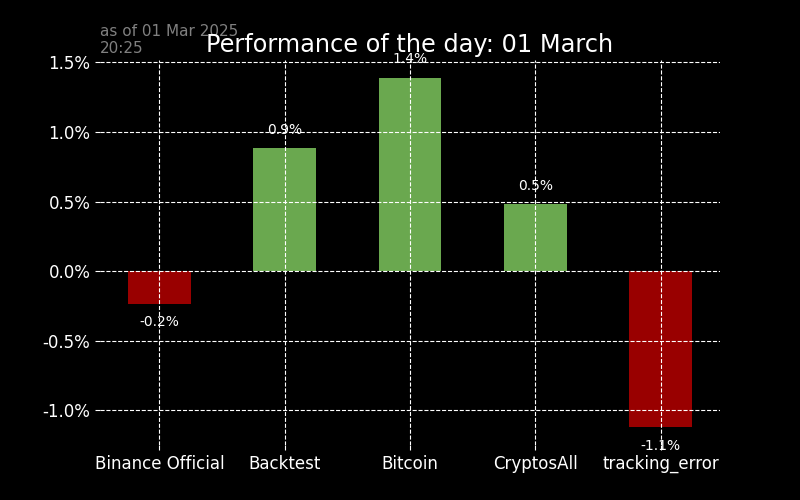 as of 01 Mar 2025
20:25
Performance of the day: 01 March
1.5%
1.0%
0.5%
0.0%
-0.5%
-1.0%
-0.2%
0.9%
1.4%
0.5%
-1.1%
Binance Official
Backtest
Bitcoin
CryptosAll
tracking_error